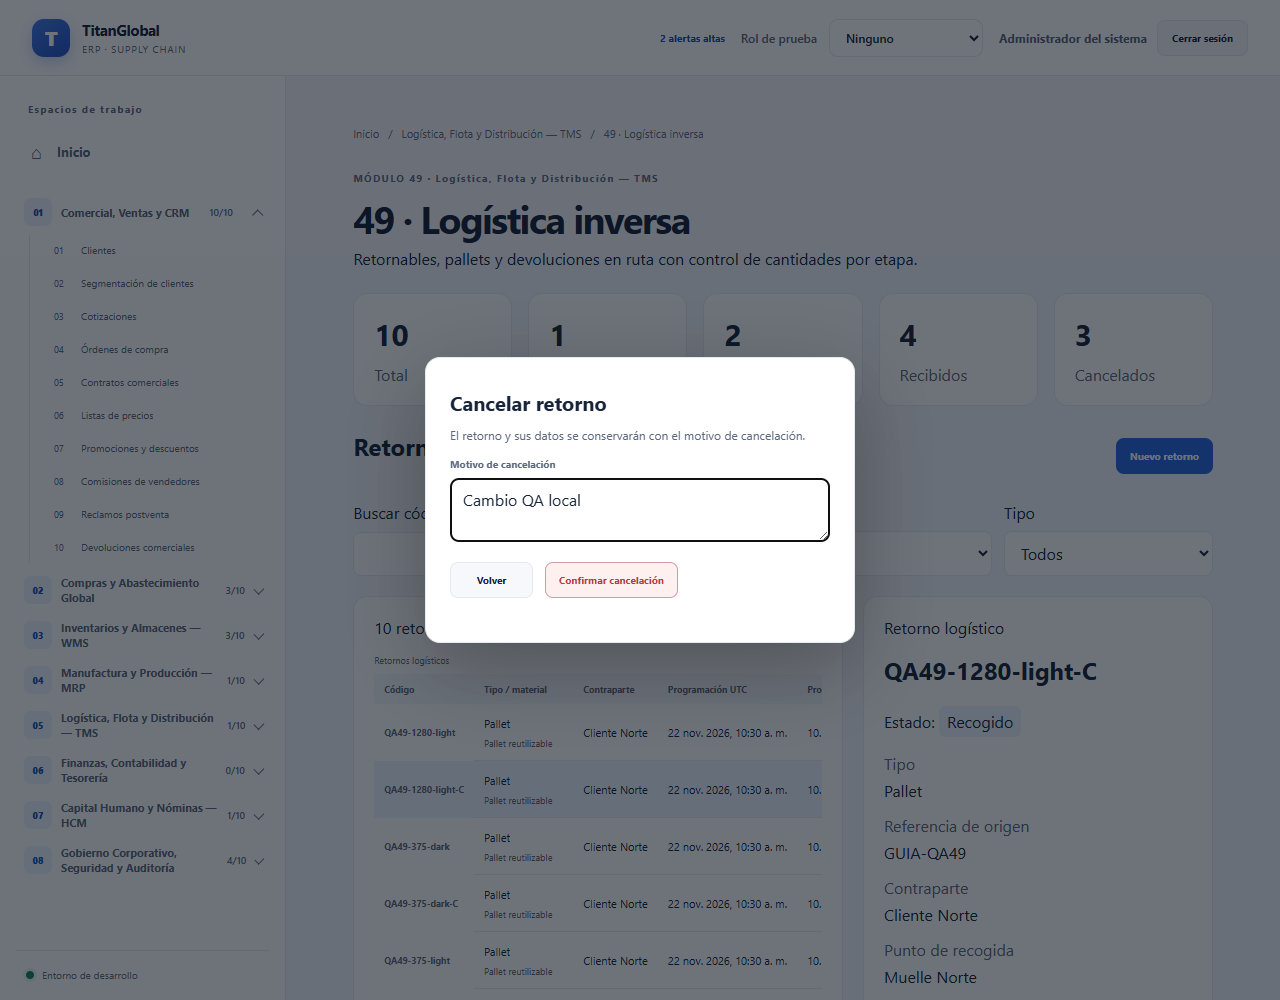 T
TitanGlobal
ERP · SUPPLY CHAIN
2 alertas altas
Rol de prueba
Ninguno
Administrador del sistema
Cerrar sesión
Espacios de trabajo
Inicio
01 Comercial, Ventas y CRM 10/10
01 Clientes
02 Segmentación de clientes
03 Cotizaciones
04 Órdenes de compra
05 Contratos comerciales
06 Listas de precios
07 Promociones y descuentos
08 Comisiones de vendedores
09 Reclamos postventa
10 Devoluciones comerciales
02 Compras y Abastecimiento Global 3/10
03 Inventarios y Almacenes — WMS 3/10
04 Manufactura y Producción — MRP 1/10
05 Logística, Flota y Distribución — TMS 1/10
06 Finanzas, Contabilidad y Tesorería 0/10
07 Capital Humano y Nóminas — HCM 1/10
08 Gobierno Corporativo, Seguridad y Auditoría 4/10
Entorno de desarrollo
Inicio / Logística, Flota y Distribución — TMS / 49 · Logística inversa
MÓDULO 49 · Logística, Flota y Distribución — TMS
49 · Logística inversa
Retornables, pallets y devoluciones en ruta con control de cantidades por etapa.
10
Total
1
2
4
Recibidos
3
Cancelados
Nuevo retorno
Tipo
Todos
Cancelar retorno
El retorno y sus datos se conservarán con el motivo de cancelación.
Motivo de cancelación
Cambio QA local
Volver
Confirmar cancelación
Retornos logísticos
Código Tipo / material Contraparte Programación UTC Pro
QA49-1280-light Pallet Pallet reutilizable Cliente Norte 22 nov. 2026, 10:30 a. m. 10.
QA49-1280-light-C Pallet Pallet reutilizable Cliente Norte 22 nov. 2026, 10:30 a. m. 10.
QA49-375-dark Pallet Pallet reutilizable Cliente Norte 22 nov. 2026, 10:30 a. m. 10.
QA49-375-dark-C Pallet Pallet reutilizable Cliente Norte 22 nov. 2026, 10:30 a. m. 10.
QA49-375-light Pallet Pallet reutilizable Cliente Norte 22 nov. 2026, 10:30 a. m. 10.
Retorno logístico
QA49-1280-light-C
Estado: Recogido
Tipo
Pallet
Referencia de origen
GUIA-QA49
Contraparte
Cliente Norte
Punto de recogida
Muelle Norte